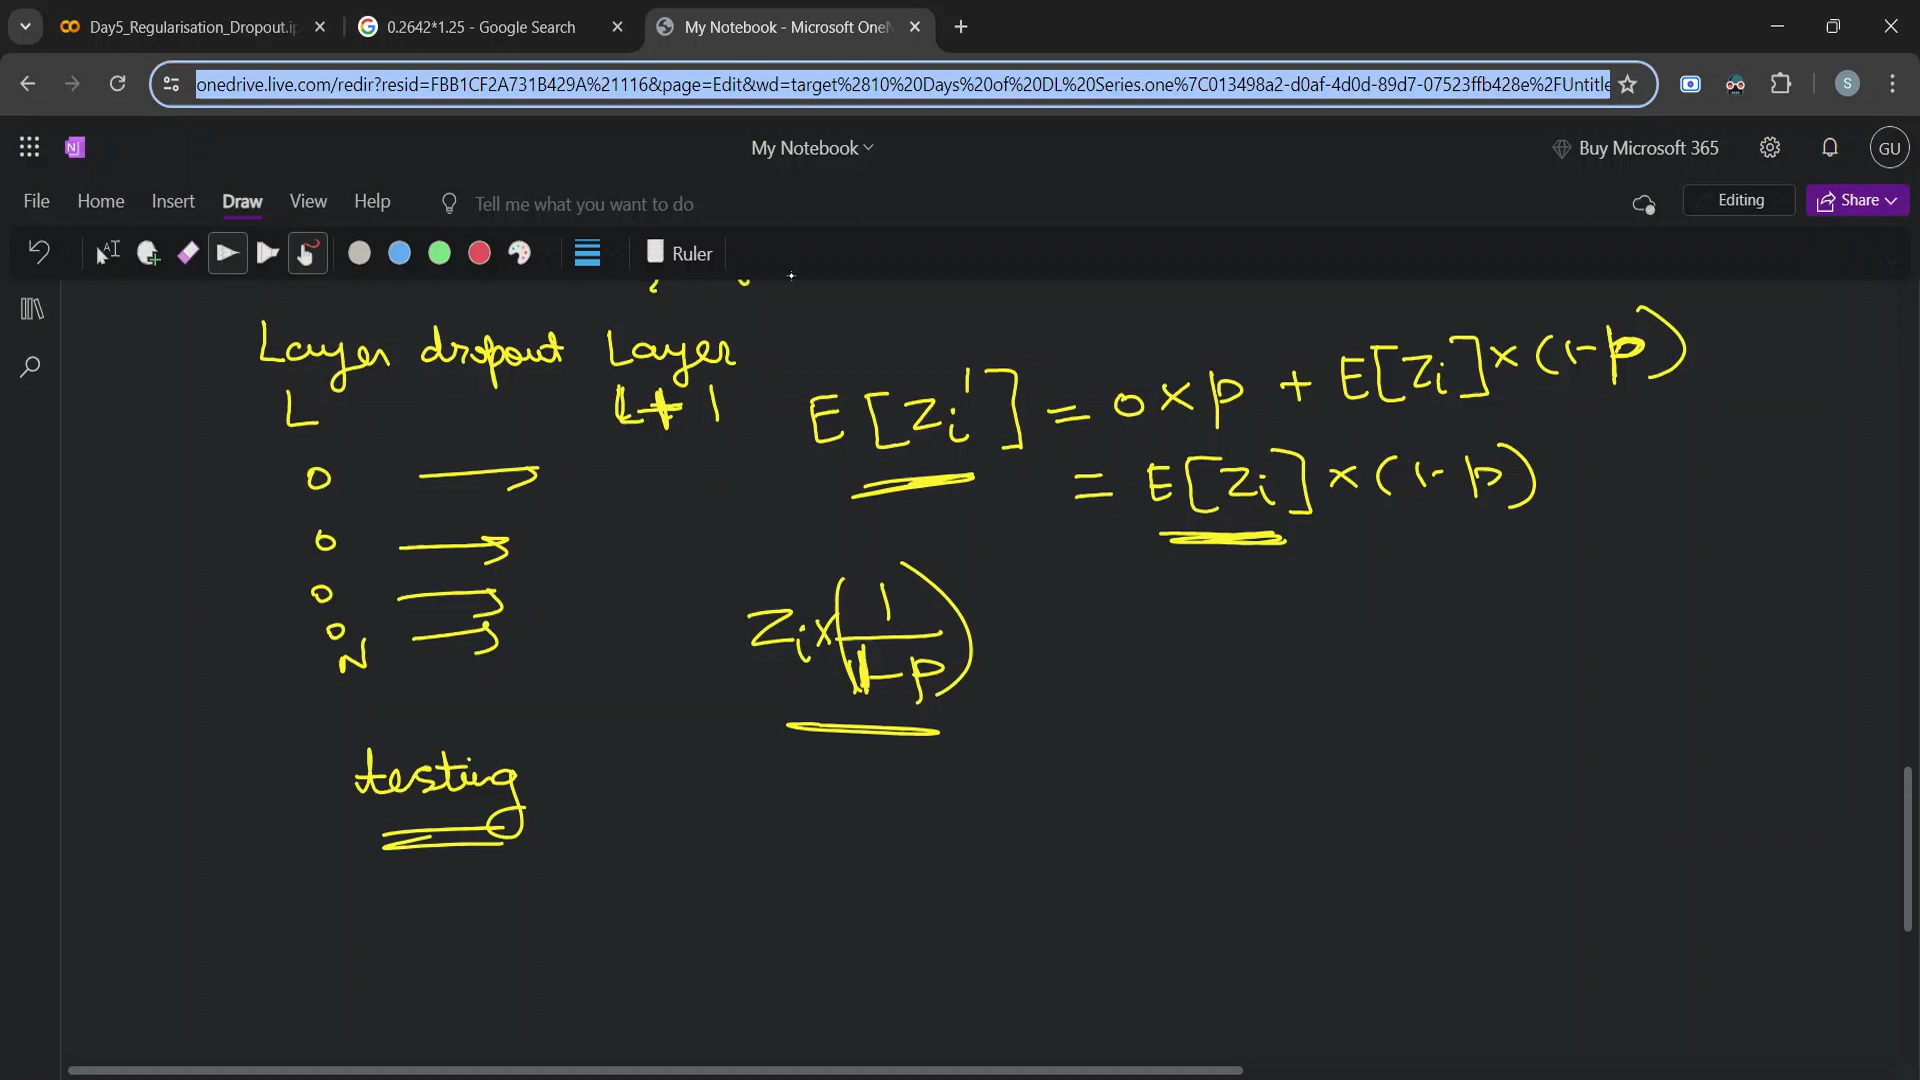 Day5_Regularisation_Dropout.ip
0.2642*1.25 - Google Search
My Notebook - Microsoft OneN
onedrive.live.com/redir?resid=FBB1CF2A731B429A%21116&page=Edit&wd=target%2810%20Days%20of%20DL%20Series.one%7C013498a2-d0af-4d0d-89d7-07523ffb428e%2FUntitle
S
My Notebook
Buy Microsoft 365
GU
File Home Insert Draw View Help
Tell me what you want to do
Editing
Share
Ruler
Layer dropout Layer
L L+1
E[Zi'] = 0 x p + E[Zi] x (1-p)
= E[Zi] x (1-p)
Zi x (1/1-p)
N
testing